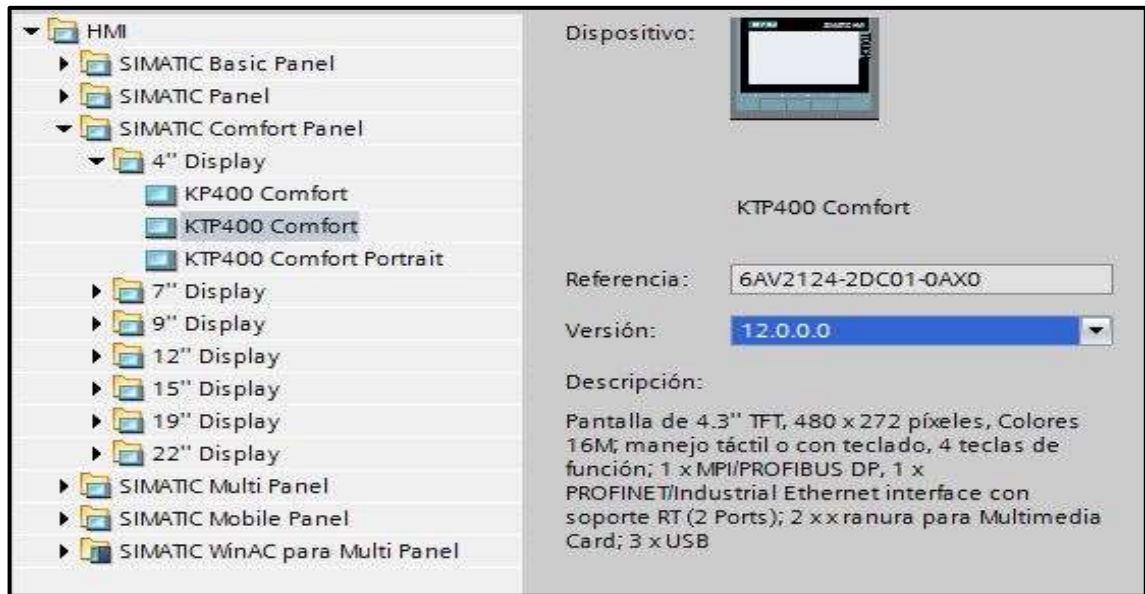 HMI
SIMATIC Basic Panel
SIMATIC Panel
SIMATIC Comfort Panel
4" Display
KP400 Comfort
KTP400 Comfort
KTP400 Comfort Portrait
7" Display
9" Display
12" Display
15" Display
19" Display
22" Display
SIMATIC Multi Panel
SIMATIC Mobile Panel
SIMATIC WinAC para Multi Panel
Dispositivo:
TOUCH
KTP400 Comfort
Referencia: 6AV2124-2DC01-0AX0
Versión: 12.0.0.0
Descripción:
Pantalla de 4.3" TFT, 480 x 272 píxeles, Colores
16M; manejo táctil o con teclado, 4 teclas de
función; 1 x MPI/PROFIBUS DP, 1 x
PROFINET/Industrial Ethernet interface con
soporte RT (2 Ports); 2 x x ranura para Multimedia
Card; 3 x USB